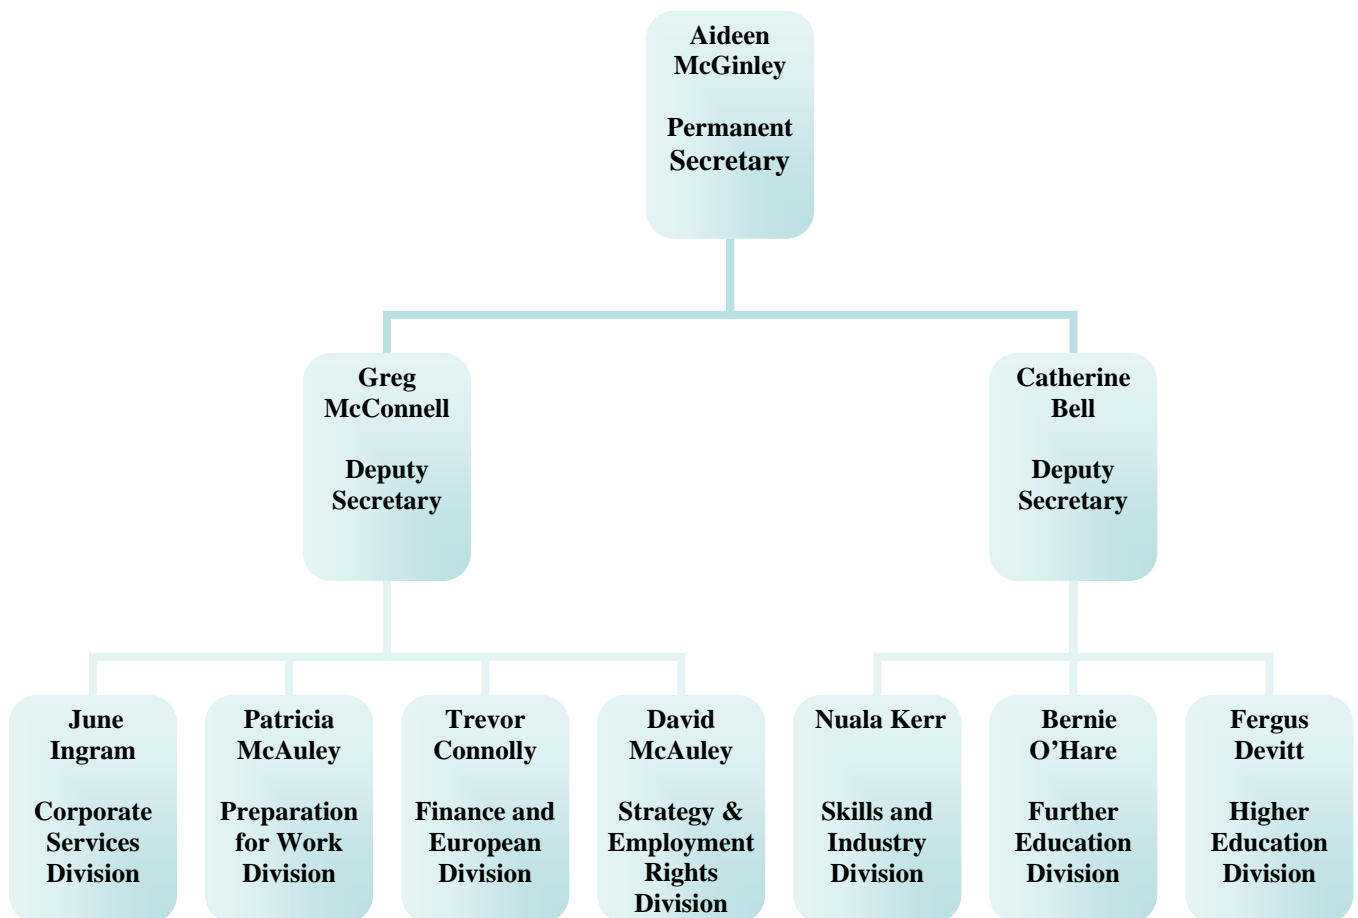 Aideen
McGinley
Permanent
Secretary
Greg
McConnell
Deputy
Secretary
Catherine
Bell
Deputy
Secretary
June
Ingram
Corporate
Services
Division
Patricia
McAuley
Preparation
for Work
Division
Trevor
Connolly
Finance and
European
Division
David
McAuley
Strategy &
Employment
Rights
Division
Nuala Kerr
Skills and
Industry
Division
Bernie
O’Hare
Further
Education
Division
Fergus
Devitt
Higher
Education
Division